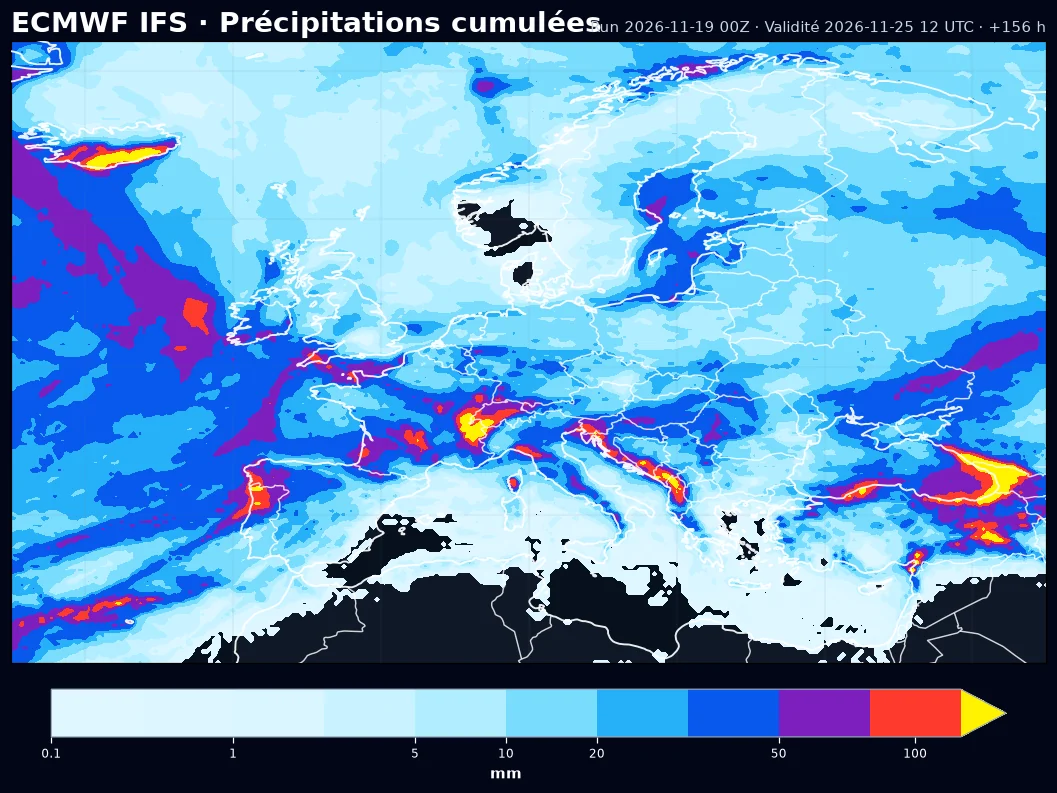 ECMWF IFS · Précipitations cumulées
Run 2026-11-19 00Z · Validité 2026-11-25 12 UTC · +156 h
0.1 1 5 10 20 50 100
mm